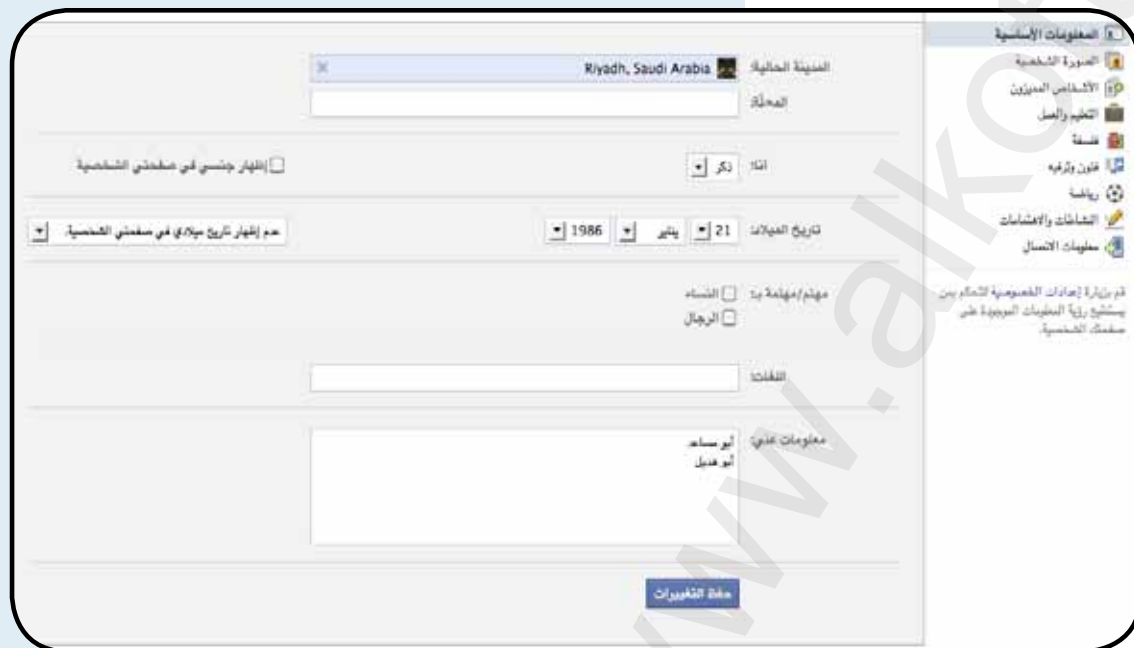 المعلومات الأساسية
الصورة الشخصية
الأشخاص المميزون
التعليم والعمل
فلسفة
فنون وترفيه
رياضة
النشاطات والاهتمامات
معلومات الاتصال
قم بزيارة إعدادات الخصوصية للتحكم بمن
يستطيع رؤية المعلومات الموجودة على
صفحتك الشخصية.
المدينة الحالية: Riyadh, Saudi Arabia
المحلّة:
أنا: ذكر إظهار جنسي في صفحتي الشخصية
تاريخ الميلاد: 21 يناير 1986 عدم إظهار تاريخ ميلادي في صفحتي الشخصية.
مهتم/مهتمة بـ: النساء
الرجال
اللغات:
معلومات عني: أبو مساعد
أبو هديل
حفظ التغييرات
www.alko